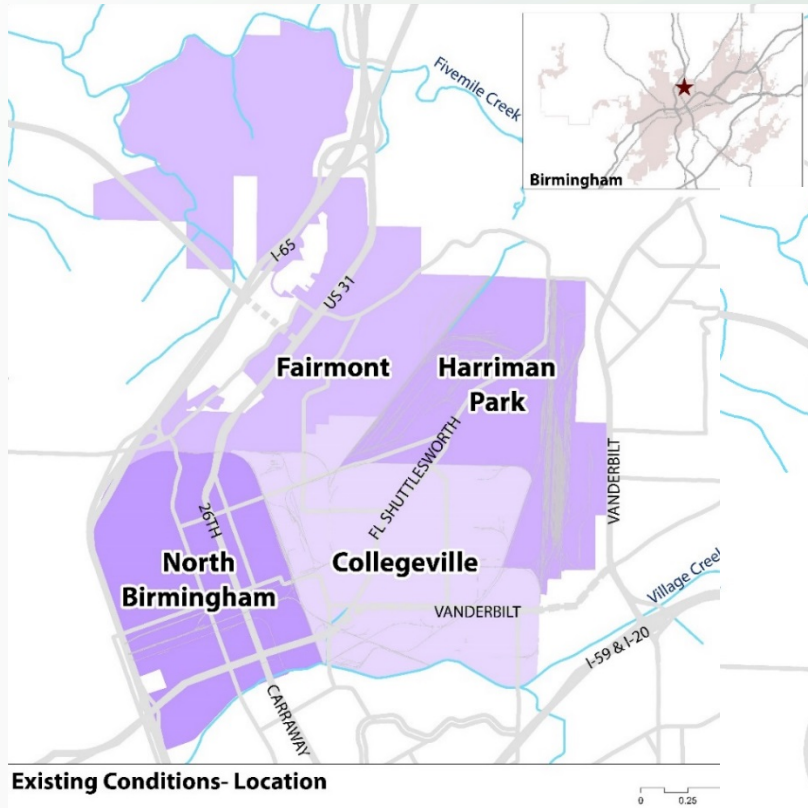 Fivemile Creek
Birmingham
I-65
US 31
Fairmont
Harriman
Park
FL SHUTTLESWORTH
VANDERBILT
26TH
North
Birmingham
Collegeville
VANDERBILT
Village Creek
I-59 & I-20
CARRAWAY
Existing Conditions- Location
0 0.25